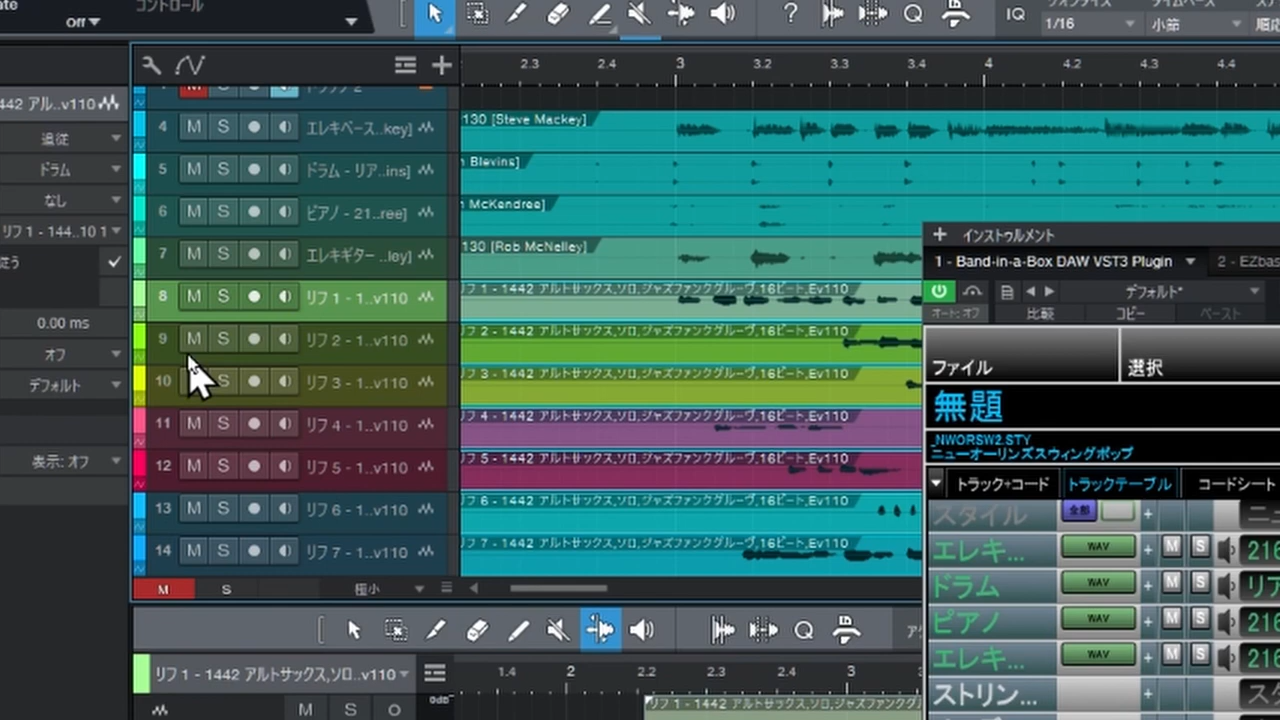 コントロール
Off
IQ
1/16
小節
2.3 2.4 3 3.2 3.3 3.4 4 4.2 4.3 4.4
442 アル..v110
4 M S エレキベース..key] 130 [Steve Mackey]
追従
5 M S ドラム - リア..ins] Blevins]
ドラム
6 M S ピアノ - 21..ree] McKendree]
なし
リフ 1 - 144..10 1
7 M S エレキギター ..ley] 130 [Rob McNelley]
8 M S リフ 1 - 1..v110 リフ 1 - 1442 アルトサックス,ソロ,ジャズファンクグルーヴ,16ビート,Ev110
0.00 ms
9 M S リフ 2 - 1..v110 リフ 2 - 1442 アルトサックス,ソロ,ジャズファンクグルーヴ,16ビート,Ev110
オフ
10 S リフ 3 - 1..v110 リフ 3 - 1442 アルトサックス,ソロ,ジャズファンクグルーヴ,16ビート,Ev110
デフォルト
11 M S リフ 4 - 1..v110 リフ 4 - 1442 アルトサックス,ソロ,ジャズファンクグルーヴ,16ビート,Ev110
12 M S リフ 5 - 1..v110 リフ 5 - 1442 アルトサックス,ソロ,ジャズファンクグルーヴ,16ビート,Ev110
表示: オフ
13 M S リフ 6 - 1..v110 リフ 6 - 1442 アルトサックス,ソロ,ジャズファンクグルーヴ,16ビート,Ev110
14 M S リフ 7 - 1..v110 リフ 7 - 1442 アルトサックス,ソロ,ジャズファンクグルーヴ,16ビート,Ev110
M S 極小
+ インストゥルメント
1 - Band-in-a-Box DAW VST3 Plugin 2 - EZbas
デフォルト*
オート: オフ 比較 コピー ペースト
ファイル 選択
無題
_NWORSW2.STY
ニューオーリンズスウィングポップ
トラック+コード トラックテーブル コードシート
スタイル 全部 +
エレキ... WAV + M S 216
ドラム WAV + M S リア
ピアノ WAV + M S 216
エレキ... WAV + M S 216
ストリン... +
リフ 1 - 1442 アルトサックス,ソロ..v110 1.4 2 2.2 2.3 2.4 3
M S 0dB リフ 1 - 1442 アルトサックス,ソロ,ジャズファンクグル